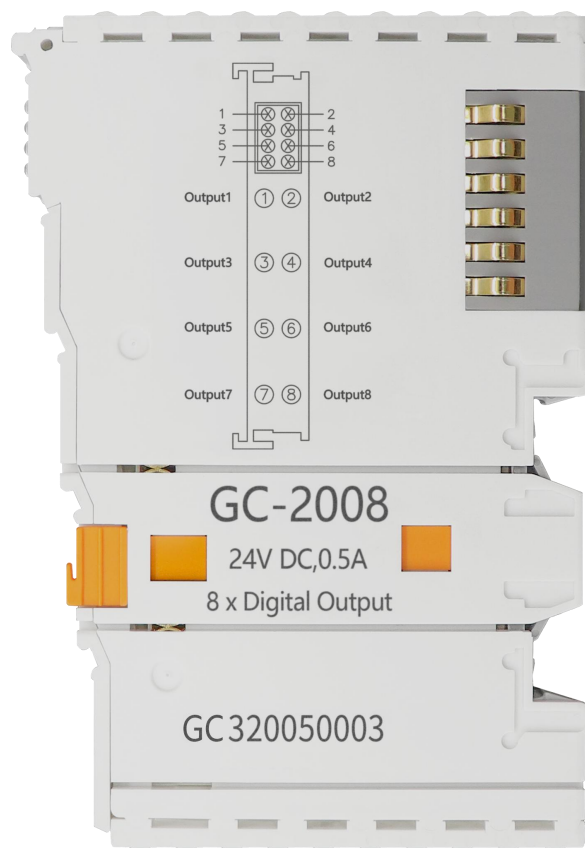 1 2
3 4
5 6
7 8
Output1 1 2 Output2
Output3 3 4 Output4
Output5 5 6 Output6
Output7 7 8 Output8
GC-2008
24V DC,0.5A
8 x Digital Output
GC320050003